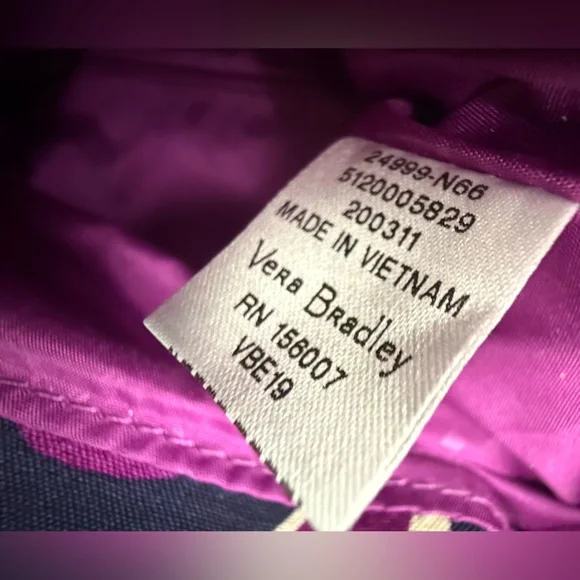 24999-N66
5120005829
200311
MADE IN VIETNAM
Vera Bradley
RN 156007
VBE19